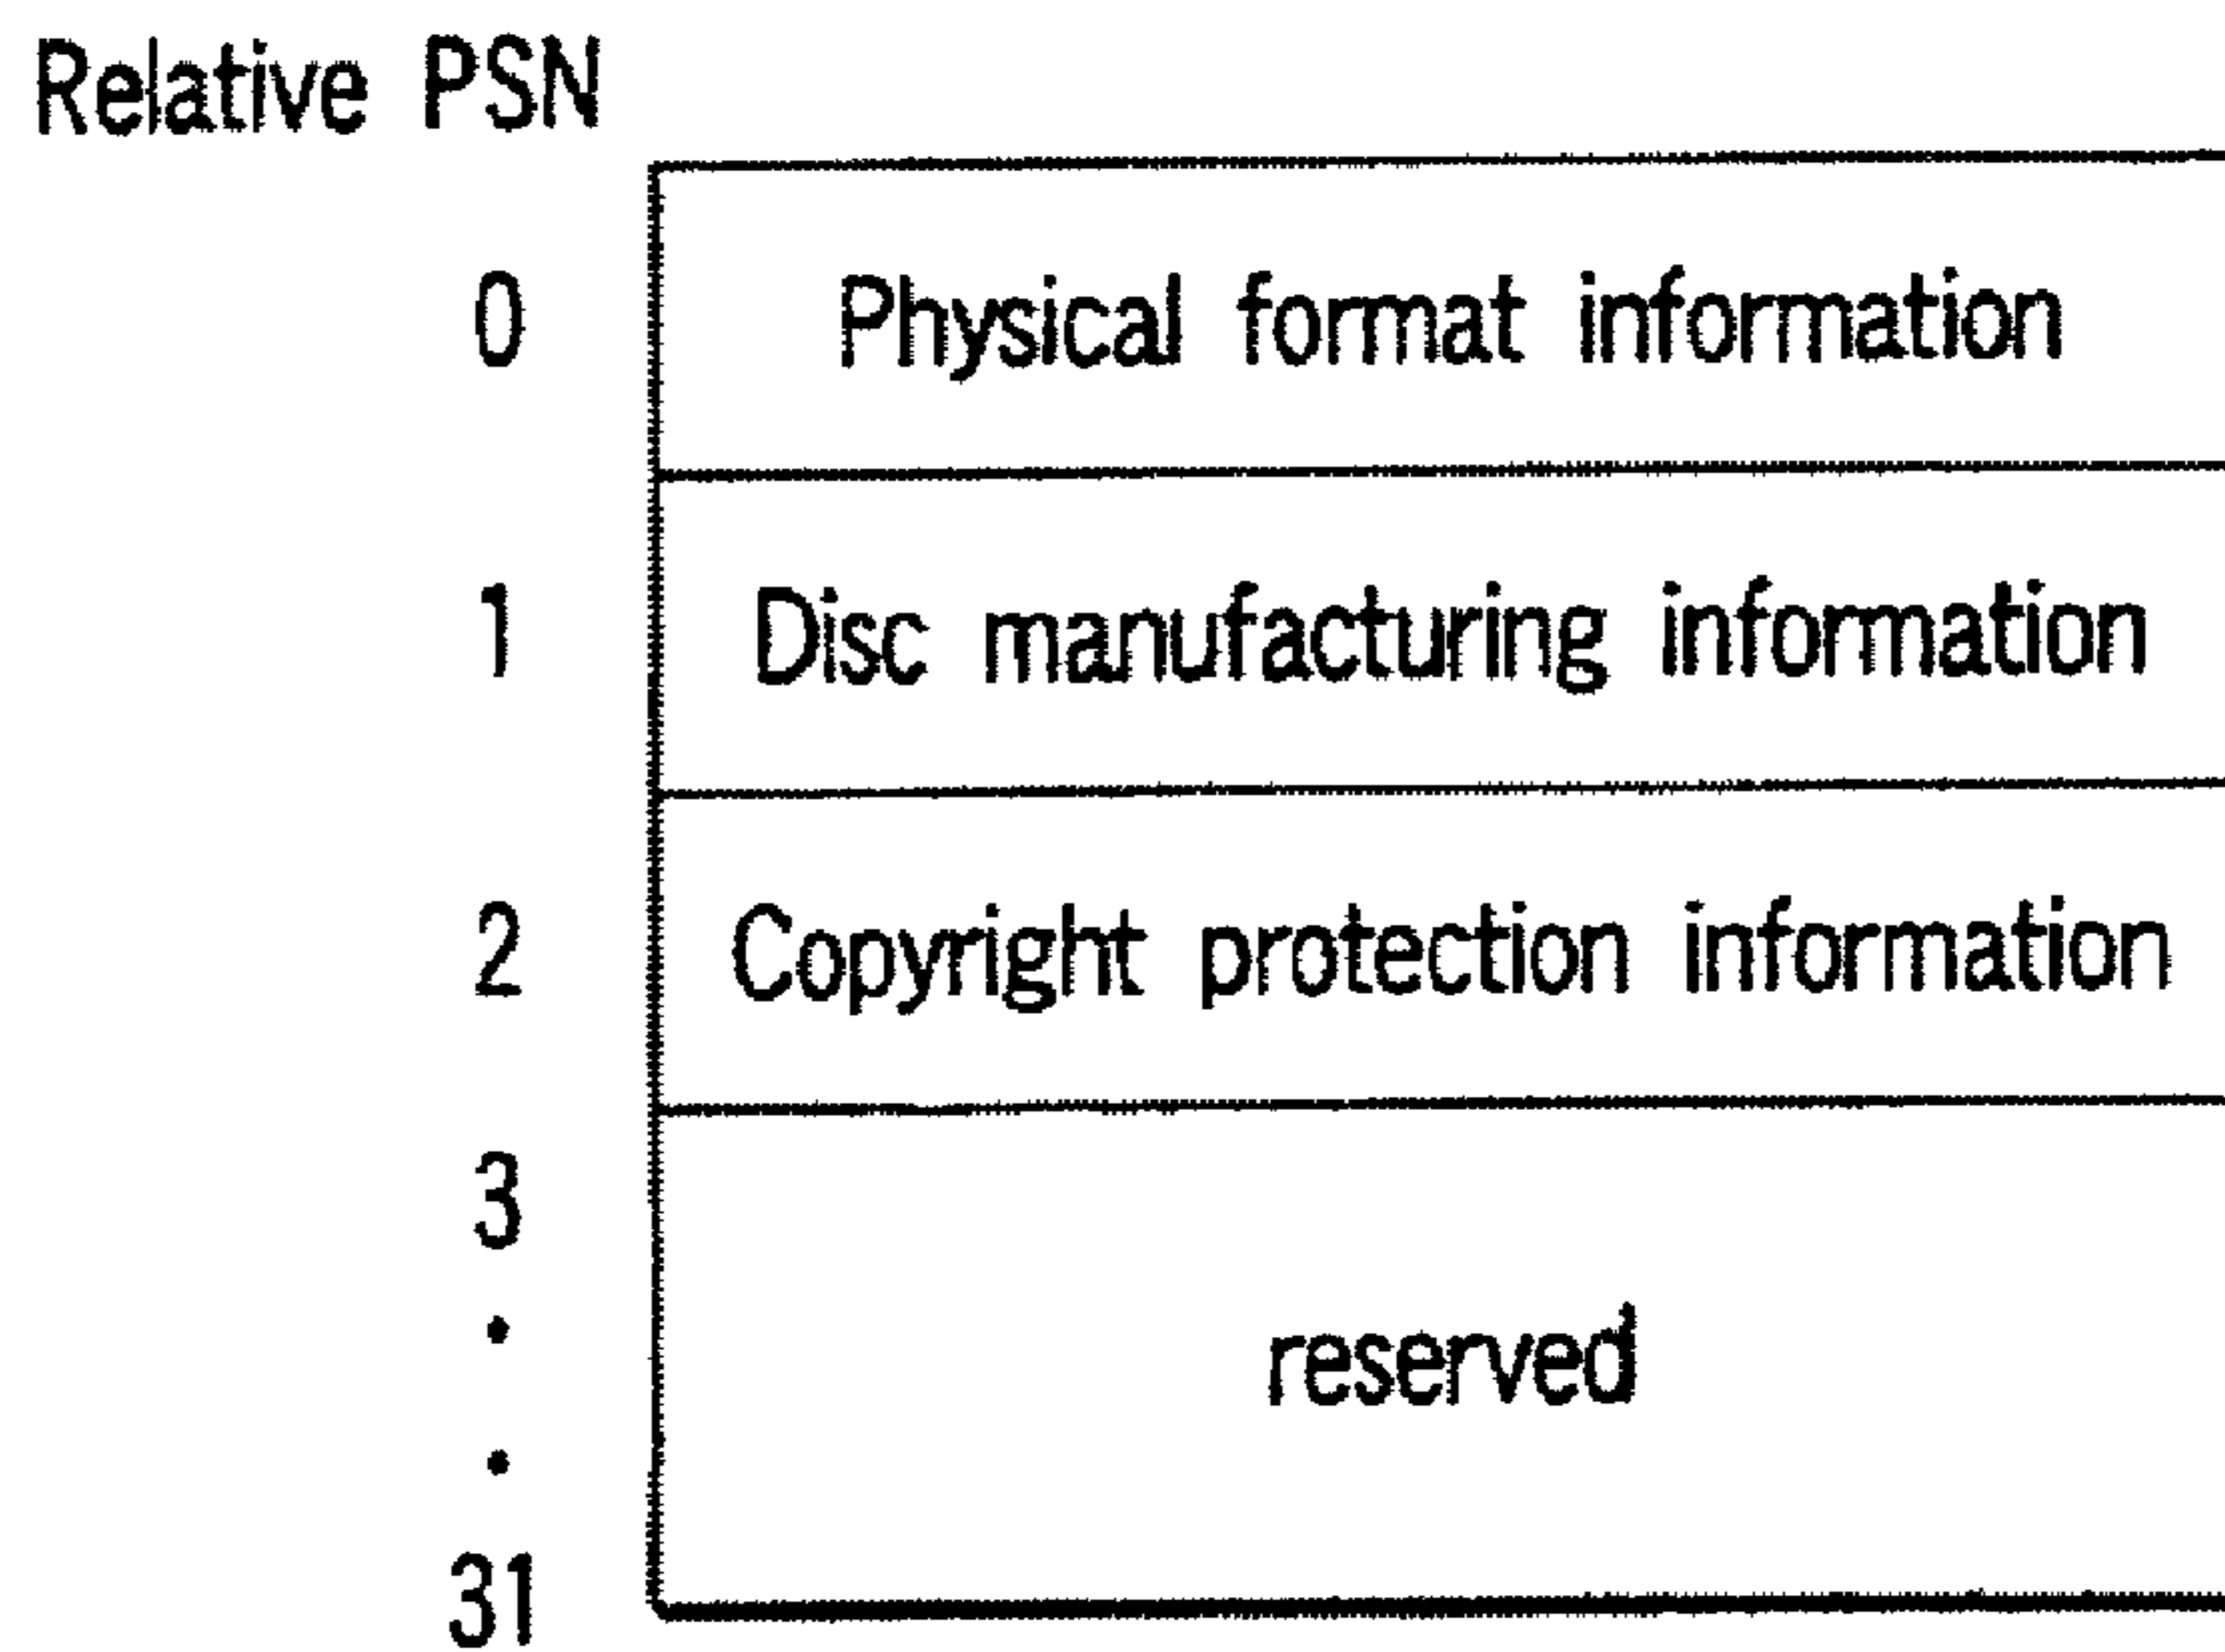 Relative PSN
0 Physical format information
1 Disc manufacturing information
2 Copyright protection information
3
.
reserved
.
31